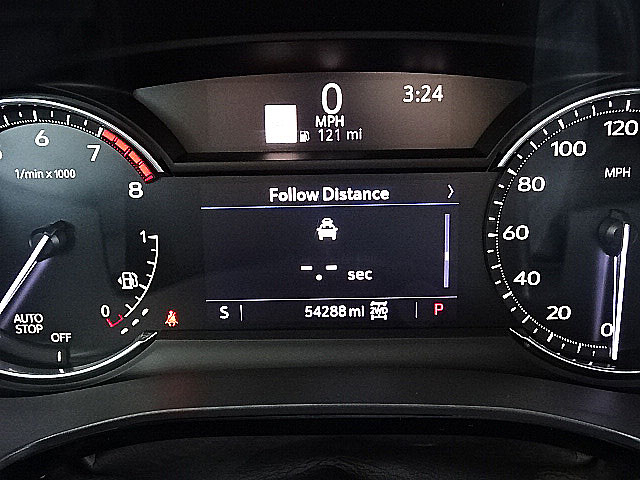 0
MPH
3:24
121 mi
6
7
8
1/min x 1000
Follow Distance
-.- sec
S
54288 mi 2WD
P
1
0
AUTO
STOP
OFF
120
100
80
60
40
20
0
MPH